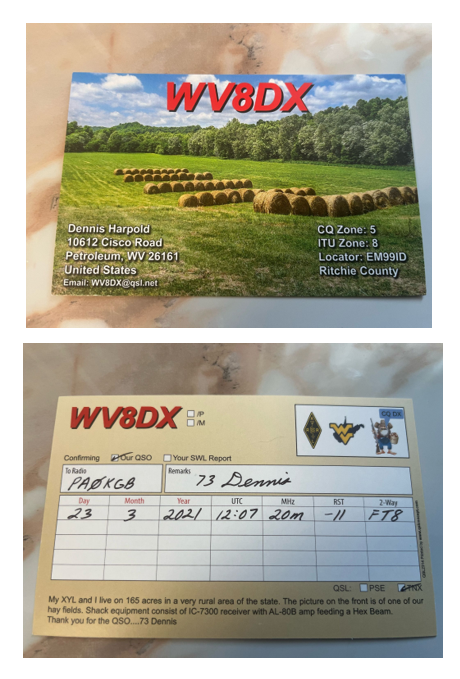 WV8DX
Dennis Harpold
10612 Cisco Road
Petroleum, WV 26161
United States
Email: WV8DX@qsl.net
CQ Zone: 5
ITU Zone: 8
Locator: EM99ID
Ritchie County
WV8DX
/P
/M
CQ DX
Confirming Our QSO Your SWL Report
To Radio
PAØKGB
Remarks
73 Dennis
Day Month Year UTC MHz RST 2-Way
23 3 2021 12:07 20m -11 FT8
QSL: PSE TNX
My XYL and I live on 165 acres in a very rural area of the state. The picture on the front is of one of our
hay fields. Shack equipment consist of IC-7300 receiver with AL-80B amp feeding a Hex Beam.
Thank you for the QSO....73 Dennis